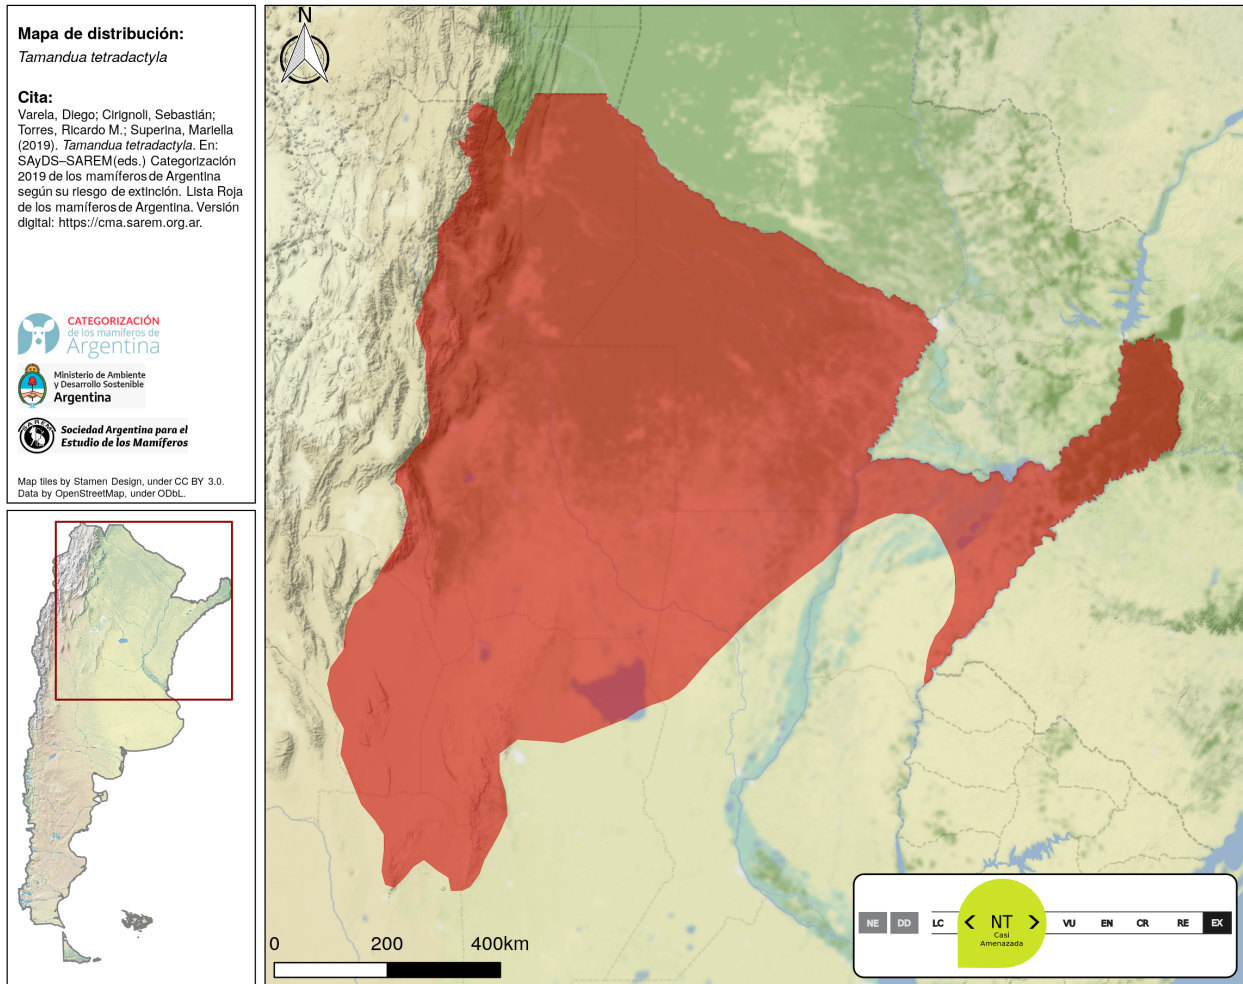 Mapa de distribución:
Tamandua tetradactyla
Cita:
Varela, Diego; Cirignoli, Sebastián;
Torres, Ricardo M.; Superina, Mariella
(2019). Tamandua tetradactyla. En:
SAyDS–SAREM(eds.) Categorización
2019 de los mamíferos de Argentina
según su riesgo de extinción. Lista Roja
de los mamíferos de Argentina. Versión
digital: https://cma.sarem.org.ar.
CATEGORIZACIÓN
de los mamíferos de
Argentina
Ministerio de Ambiente
y Desarrollo Sostenible
Argentina
SAREM
Sociedad Argentina para el
Estudio de los Mamíferos
Map tiles by Stamen Design, under CC BY 3.0.
Data by OpenStreetMap, under ODbL.
N
0 200 400km
NE DD LC < NT > VU EN CR RE EX
Casi
Amenazada